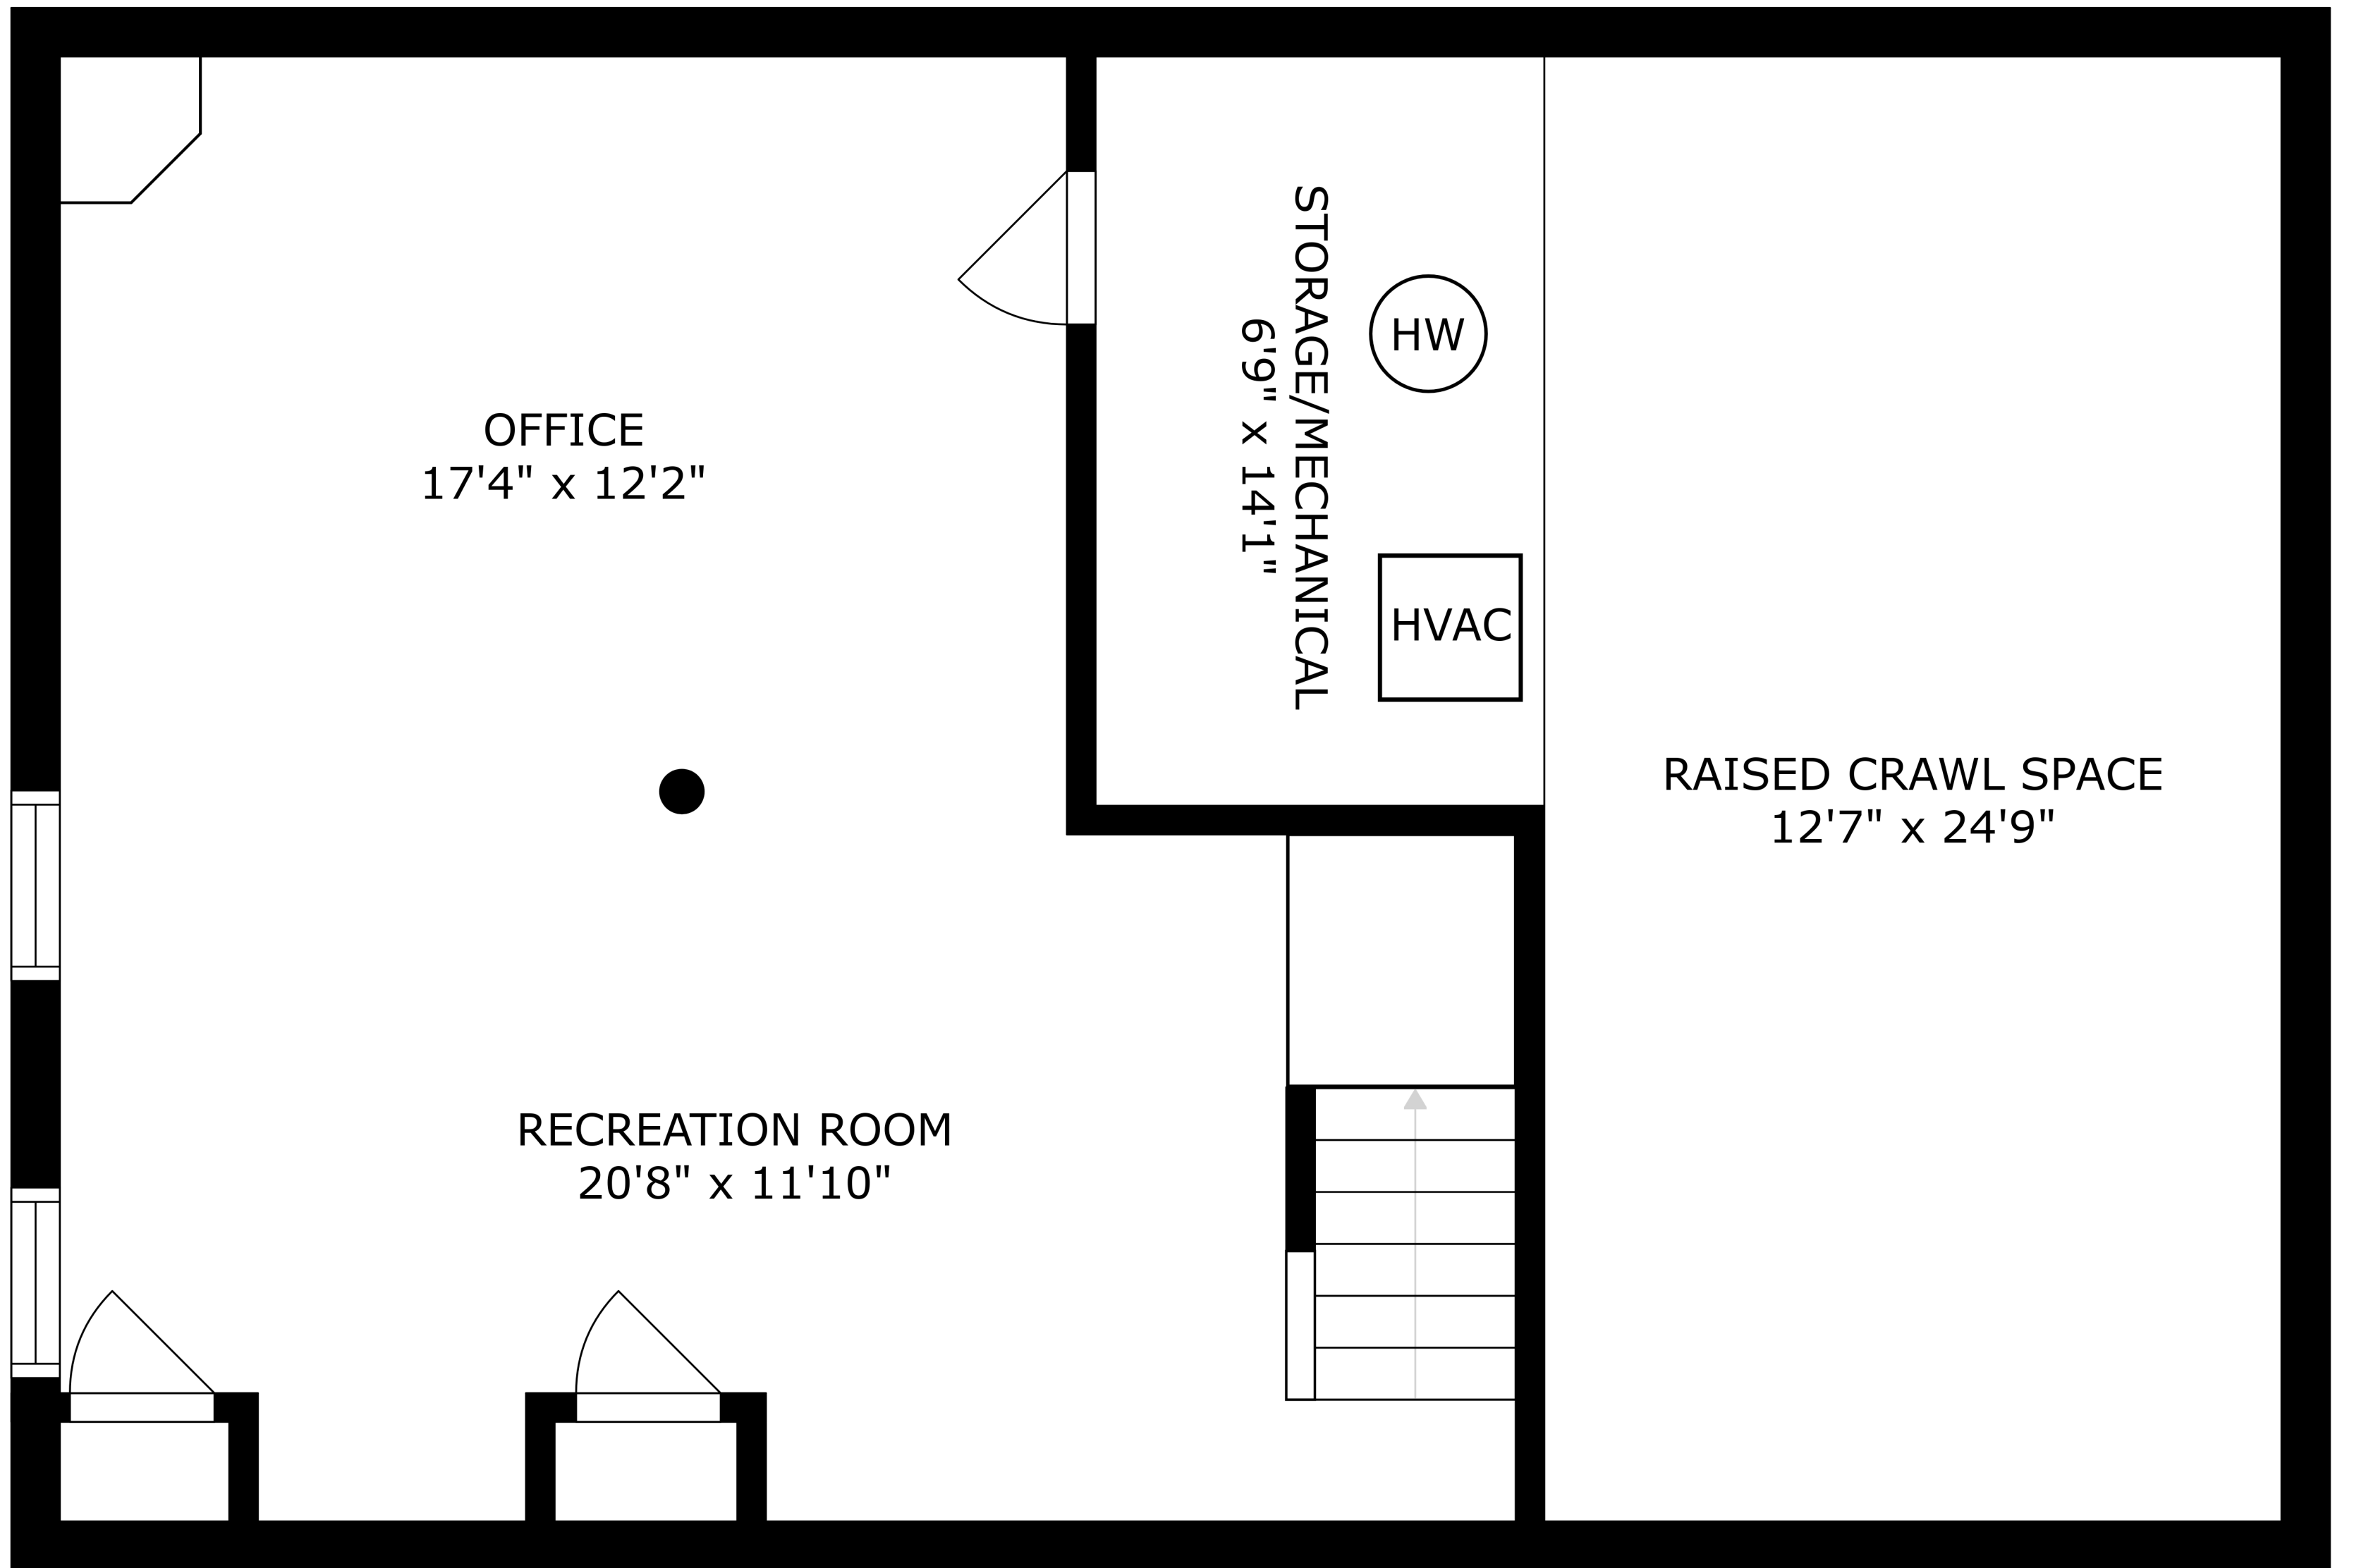 OFFICE
17'4" x 12'2"
STORAGE/MECHANICAL
6'9" x 14'1"
HW
HVAC
RAISED CRAWL SPACE
12'7" x 24'9"
RECREATION ROOM
20'8" x 11'10"